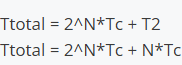 Ttotal = 2^N*Tc + T2
Ttotal = 2^N*Tc + N*Tc